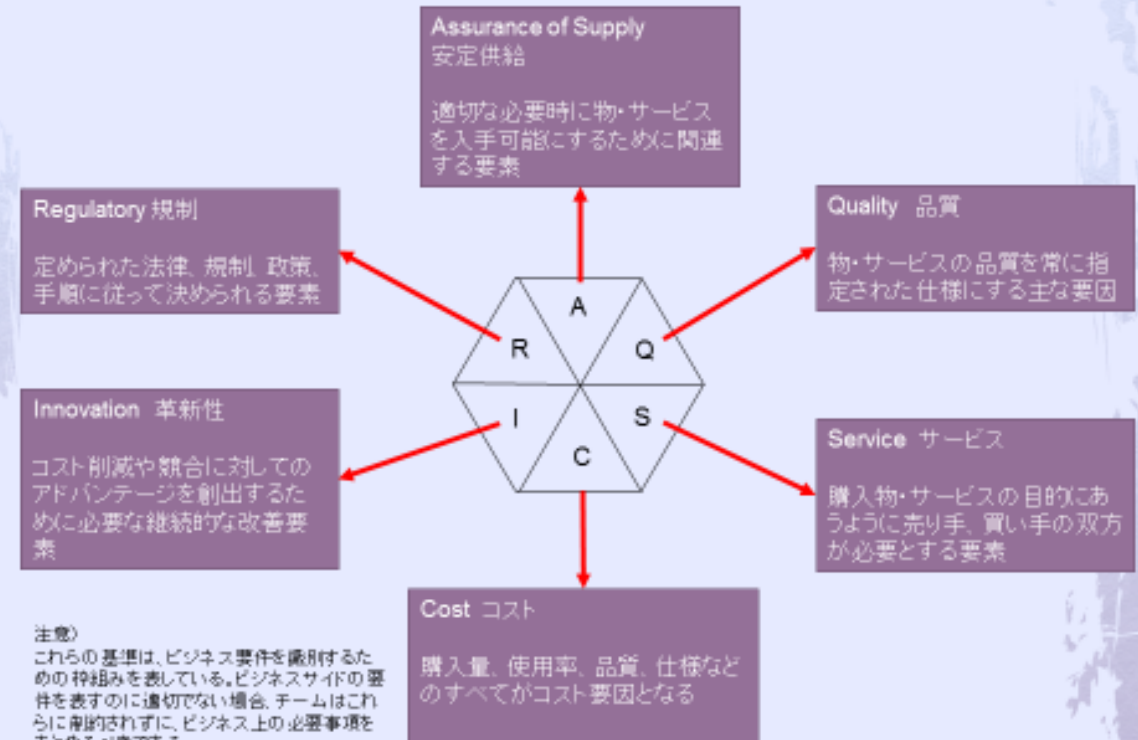 Assurance of Supply
安定供給
適切な必要時に物・サービス
を入手可能にするために関連
する要素
Regulatory 規制
定められた法律、規制、政策、
手順に従って決められる要素
Quality 品質
物・サービスの品質を常に指
定された仕様にする主な要因
A
R
Q
I
S
C
Innovation 革新性
コスト削減や競合に対しての
アドバンテージを創出するた
めに必要な継続的な改善要
素
Service サービス
購入物・サービスの目的にあ
うように売り手、買い手の双方
が必要とする要素
Cost コスト
購入量、使用率、品質、仕様など
のすべてがコスト要因となる
注意)
これらの基準は、ビジネス要件を識別するた
めの枠組みを表している。ビジネスサイドの要
件を表すのに適切でない場合、チームはこれ
らに制約されずに、ビジネス上の必要事項を